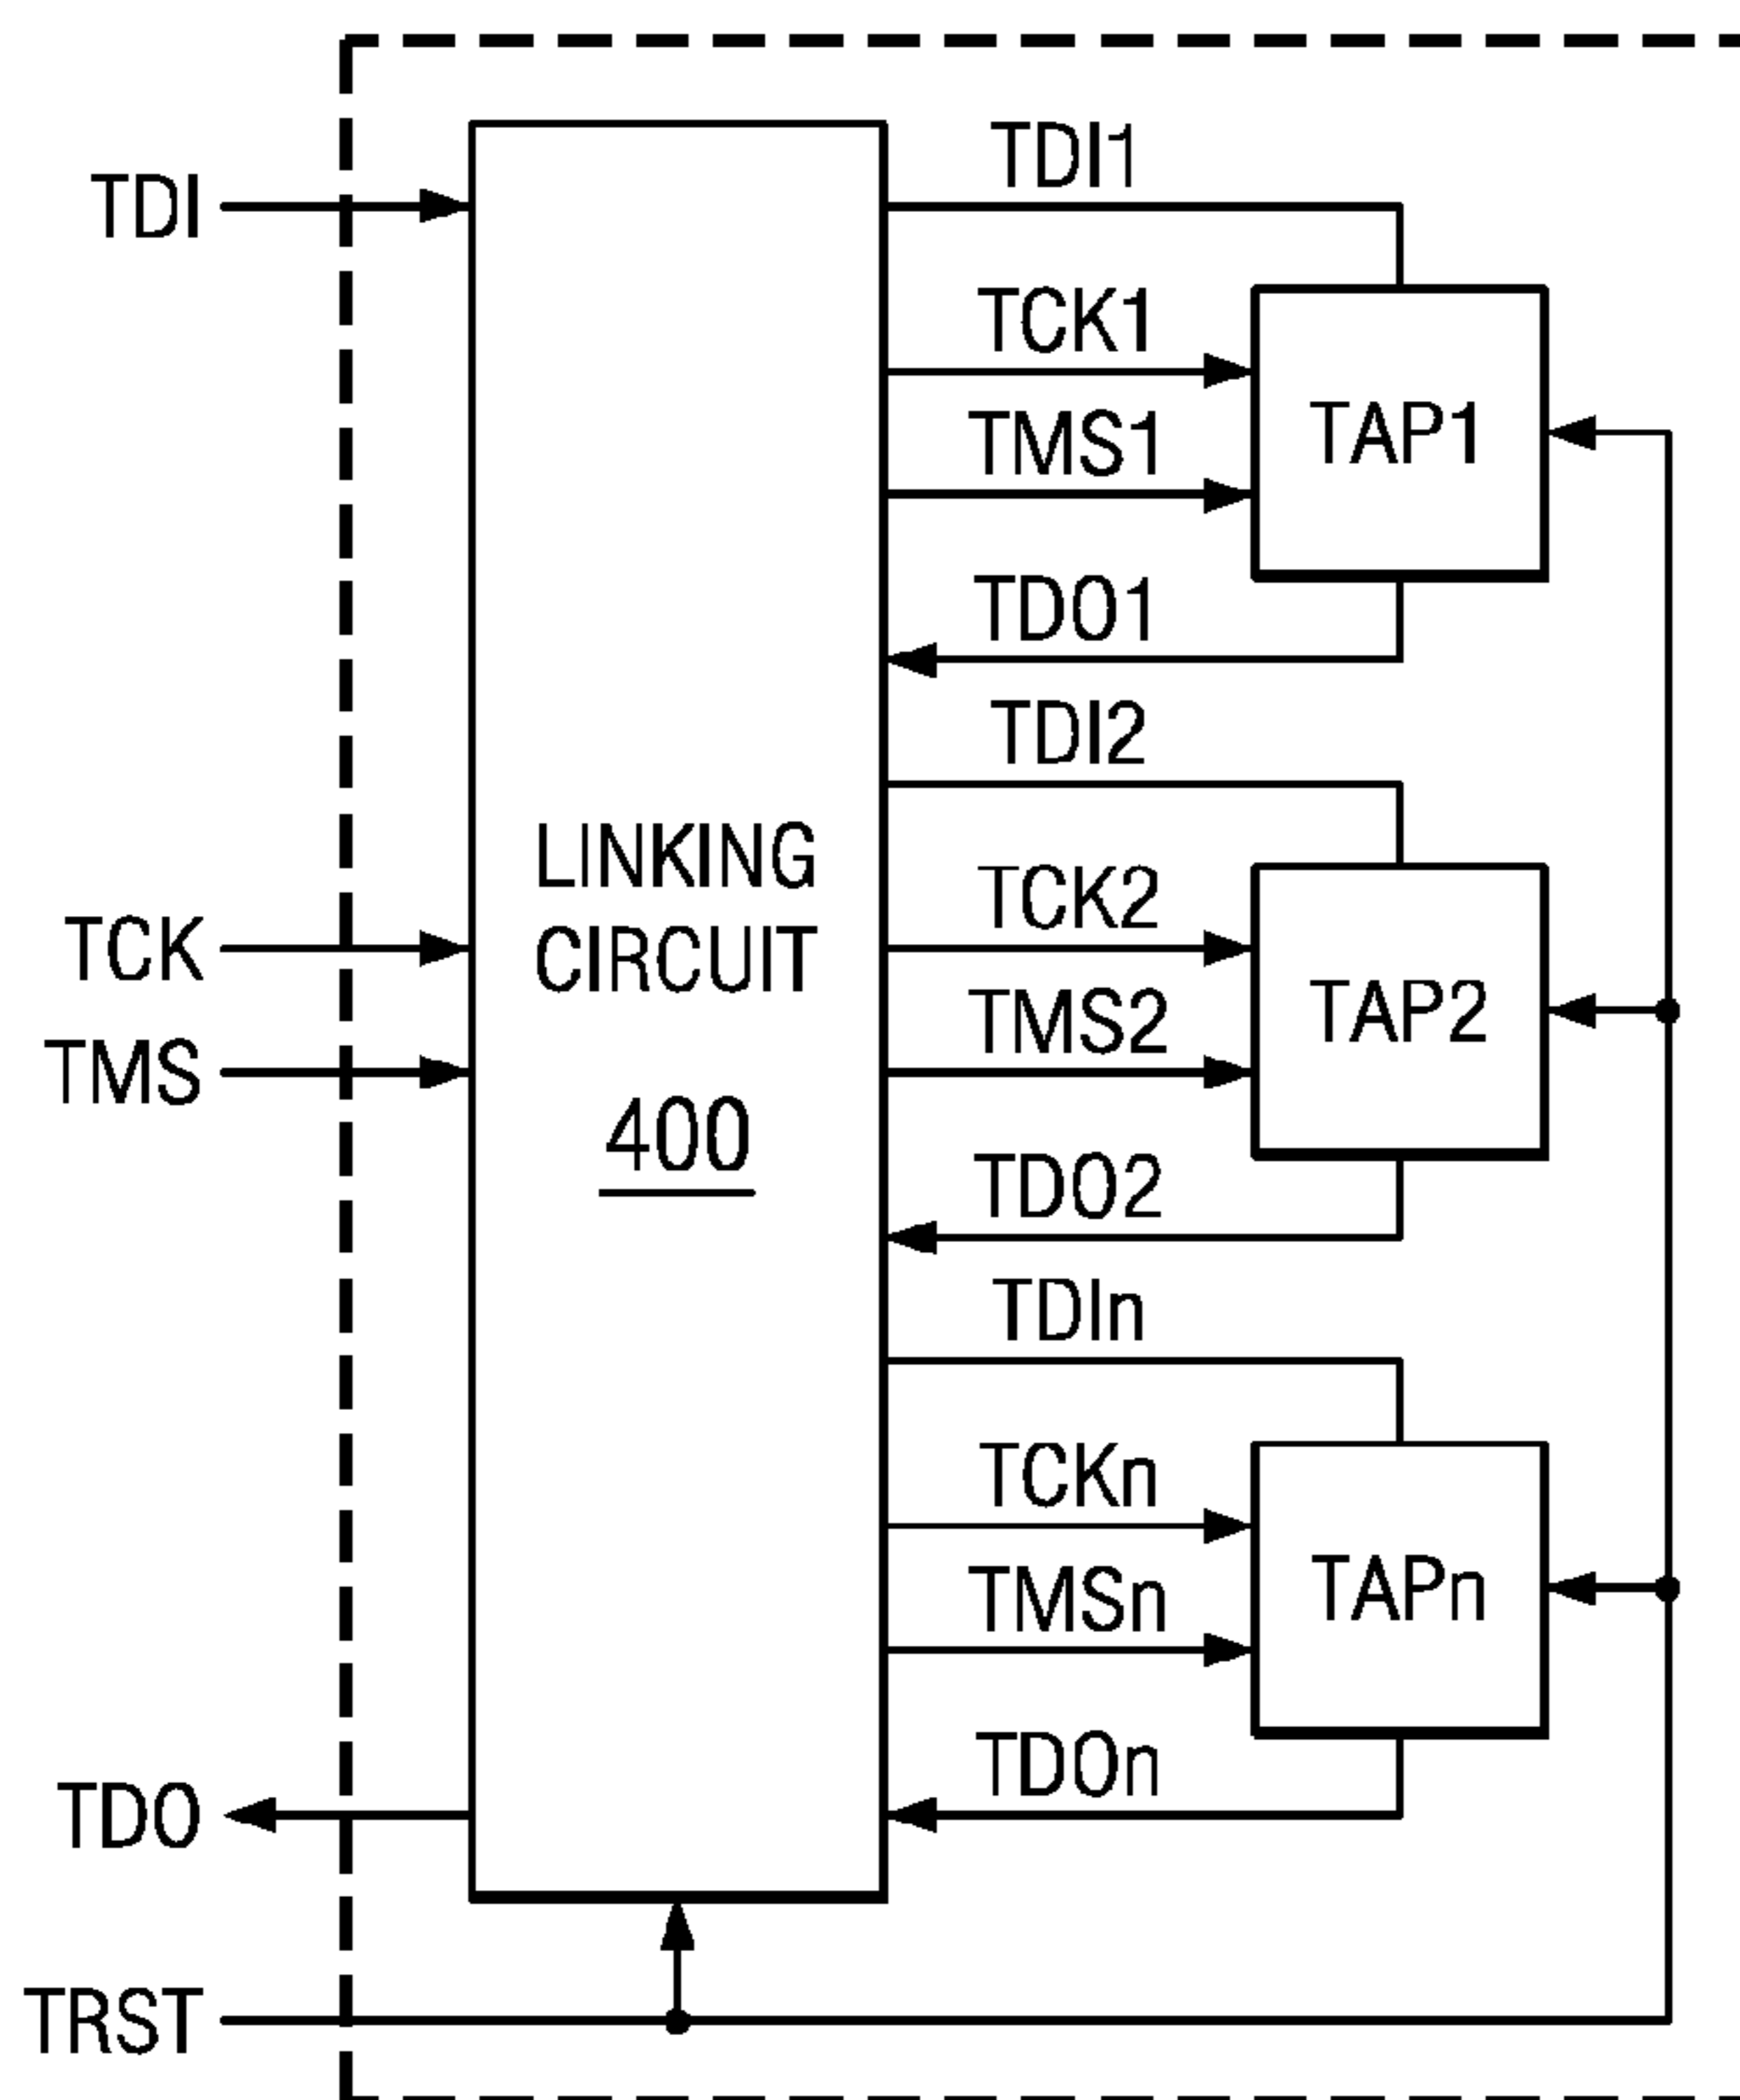 TDI
TCK
TMS
TDO
TRST
LINKING
CIRCUIT
400
TDI1
TCK1
TMS1
TDO1
TAP1
TDI2
TCK2
TMS2
TDO2
TAP2
TDIn
TCKn
TMSn
TDOn
TAPn